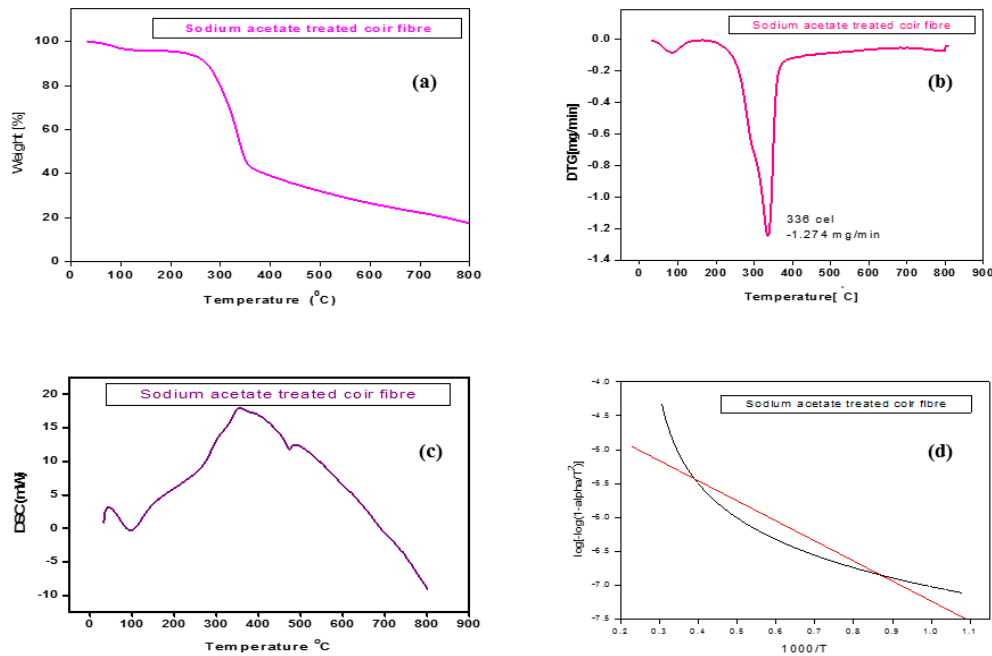 Sodium acetate treated coir fibre
(a)
100
80
60
40
20
0
Weight [%]
0 100 200 300 400 500 600 700 800
Temperature (°C)
Sodium acetate treated coir fibre
(b)
0.0
-0.2
-0.4
-0.6
-0.8
-1.0
-1.2
-1.4
DTG[mg/min]
336 cel
-1.274 mg/min
0 100 200 300 400 500 600 700 800 900
Temperature[ °C]
Sodium acetate treated coir fibre
(c)
20
15
10
5
0
-5
-10
DSC(mW)
0 100 200 300 400 500 600 700 800 900
Temperature °C
Sodium acetate treated coir fibre
(d)
-4.0
-4.5
-5.0
-5.5
-6.0
-6.5
-7.0
-7.5
log[-log(1-alpha/T²)]
0.2 0.3 0.4 0.5 0.6 0.7 0.8 0.9 1.0 1.1
1000/T